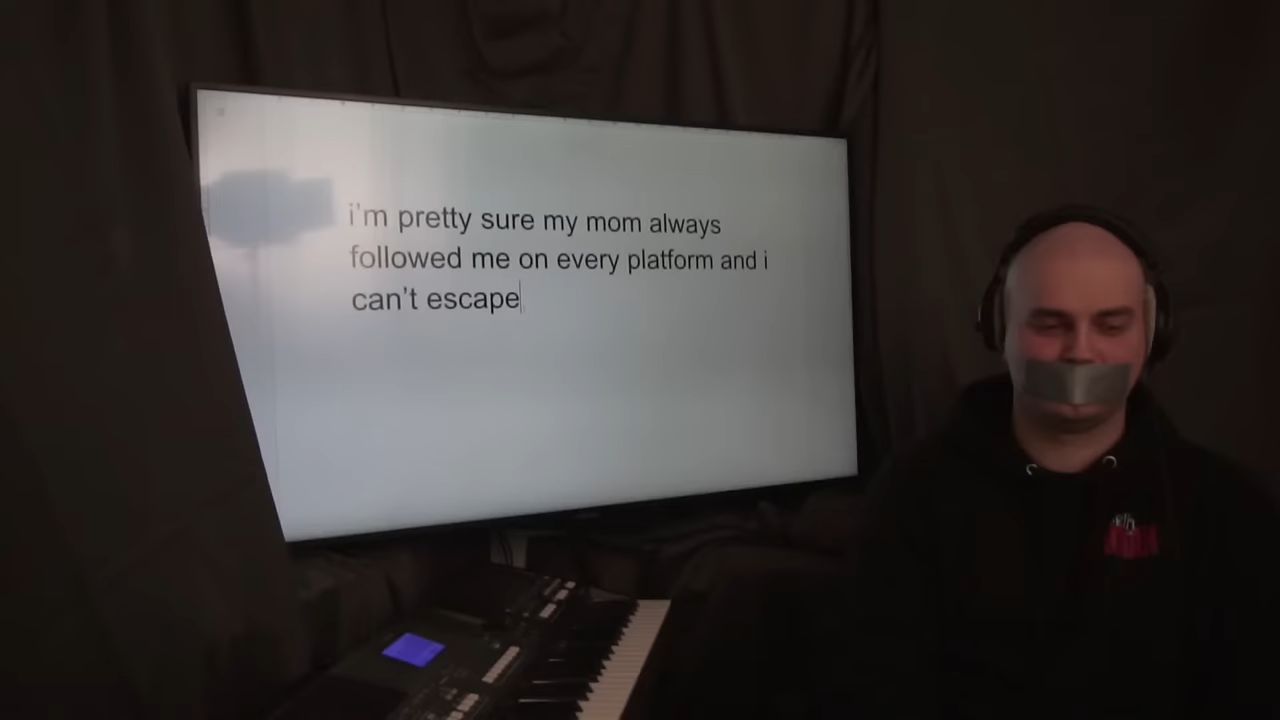 i’m pretty sure my mom always
followed me on every platform and i
can’t escape